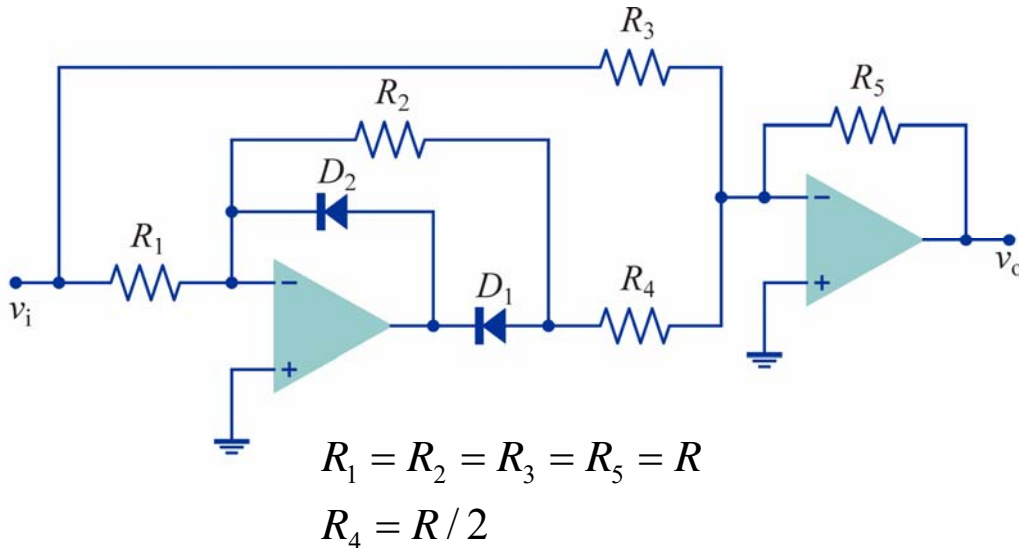 R₃
R₂
R₅
D₂
R₁
−
−
+
vᵢ
D₁
R₄
vₒ
+
R₁ = R₂ = R₃ = R₅ = R
R₄ = R / 2